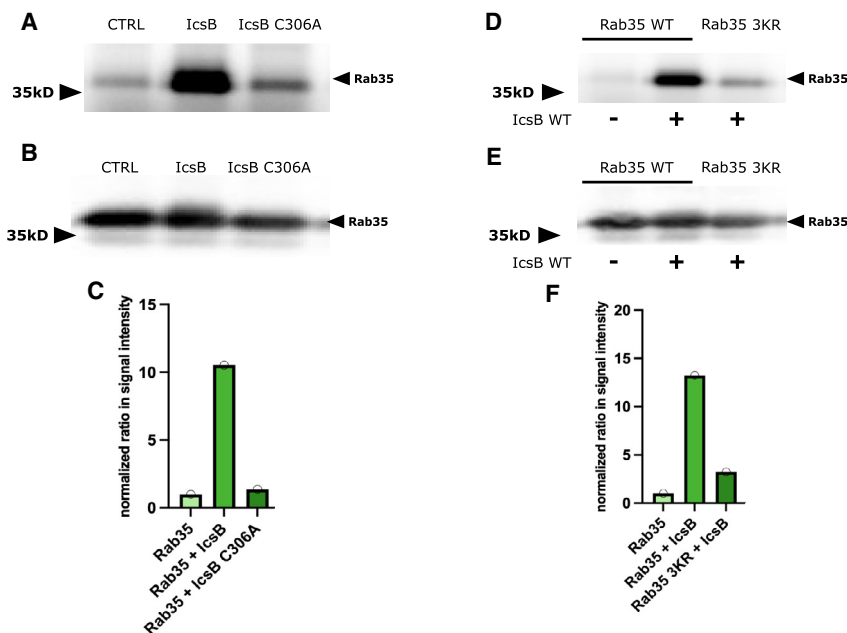 A
CTRL IcsB IcsB C306A
35kD Rab35
B
CTRL IcsB IcsB C306A
35kD Rab35
C
normalized ratio in signal intensity
15
10
5
0
Rab35
Rab35 + IcsB
Rab35 + IcsB C306A
D
Rab35 WT Rab35 3KR
35kD Rab35
IcsB WT - + +
E
Rab35 WT Rab35 3KR
35kD Rab35
IcsB WT - + +
F
normalized ratio in signal intensity
20
15
10
5
0
Rab35
Rab35 + IcsB
Rab35 3KR + IcsB